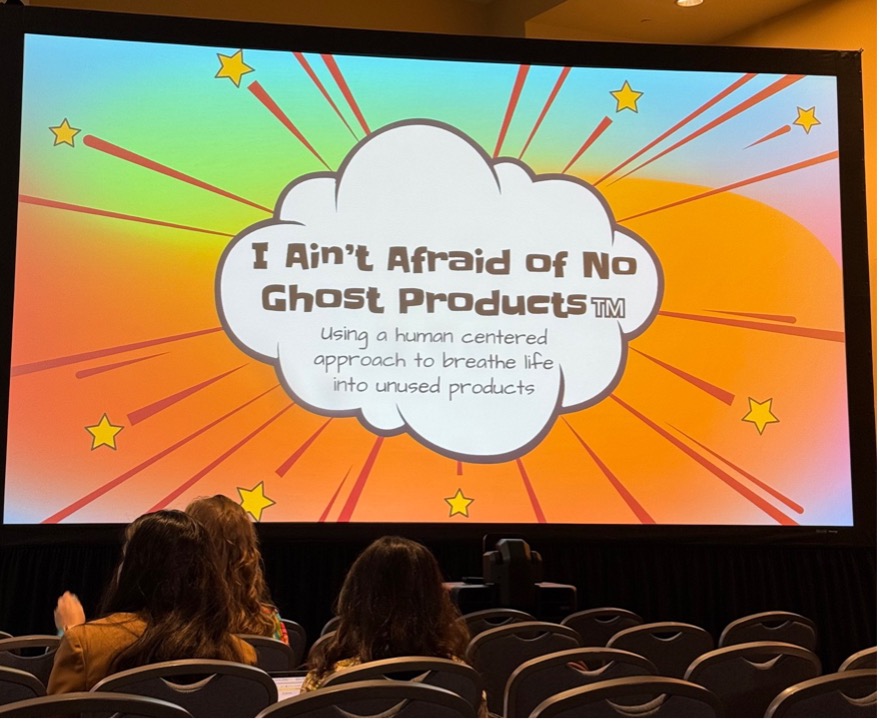 I Ain't Afraid of No
Ghost Products™
Using a human centered
approach to breathe life
into unused products